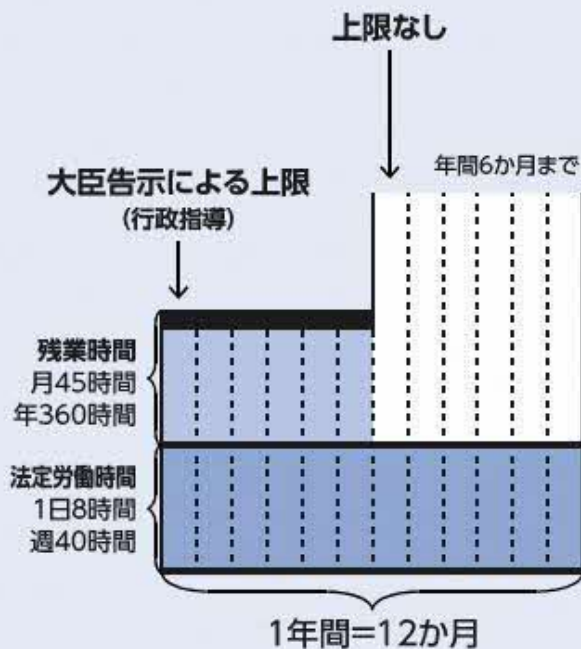 上限なし
年間6か月まで
大臣告示による上限
(行政指導)
残業時間
月45時間
年360時間
法定労働時間
1日8時間
週40時間
1年間=12か月